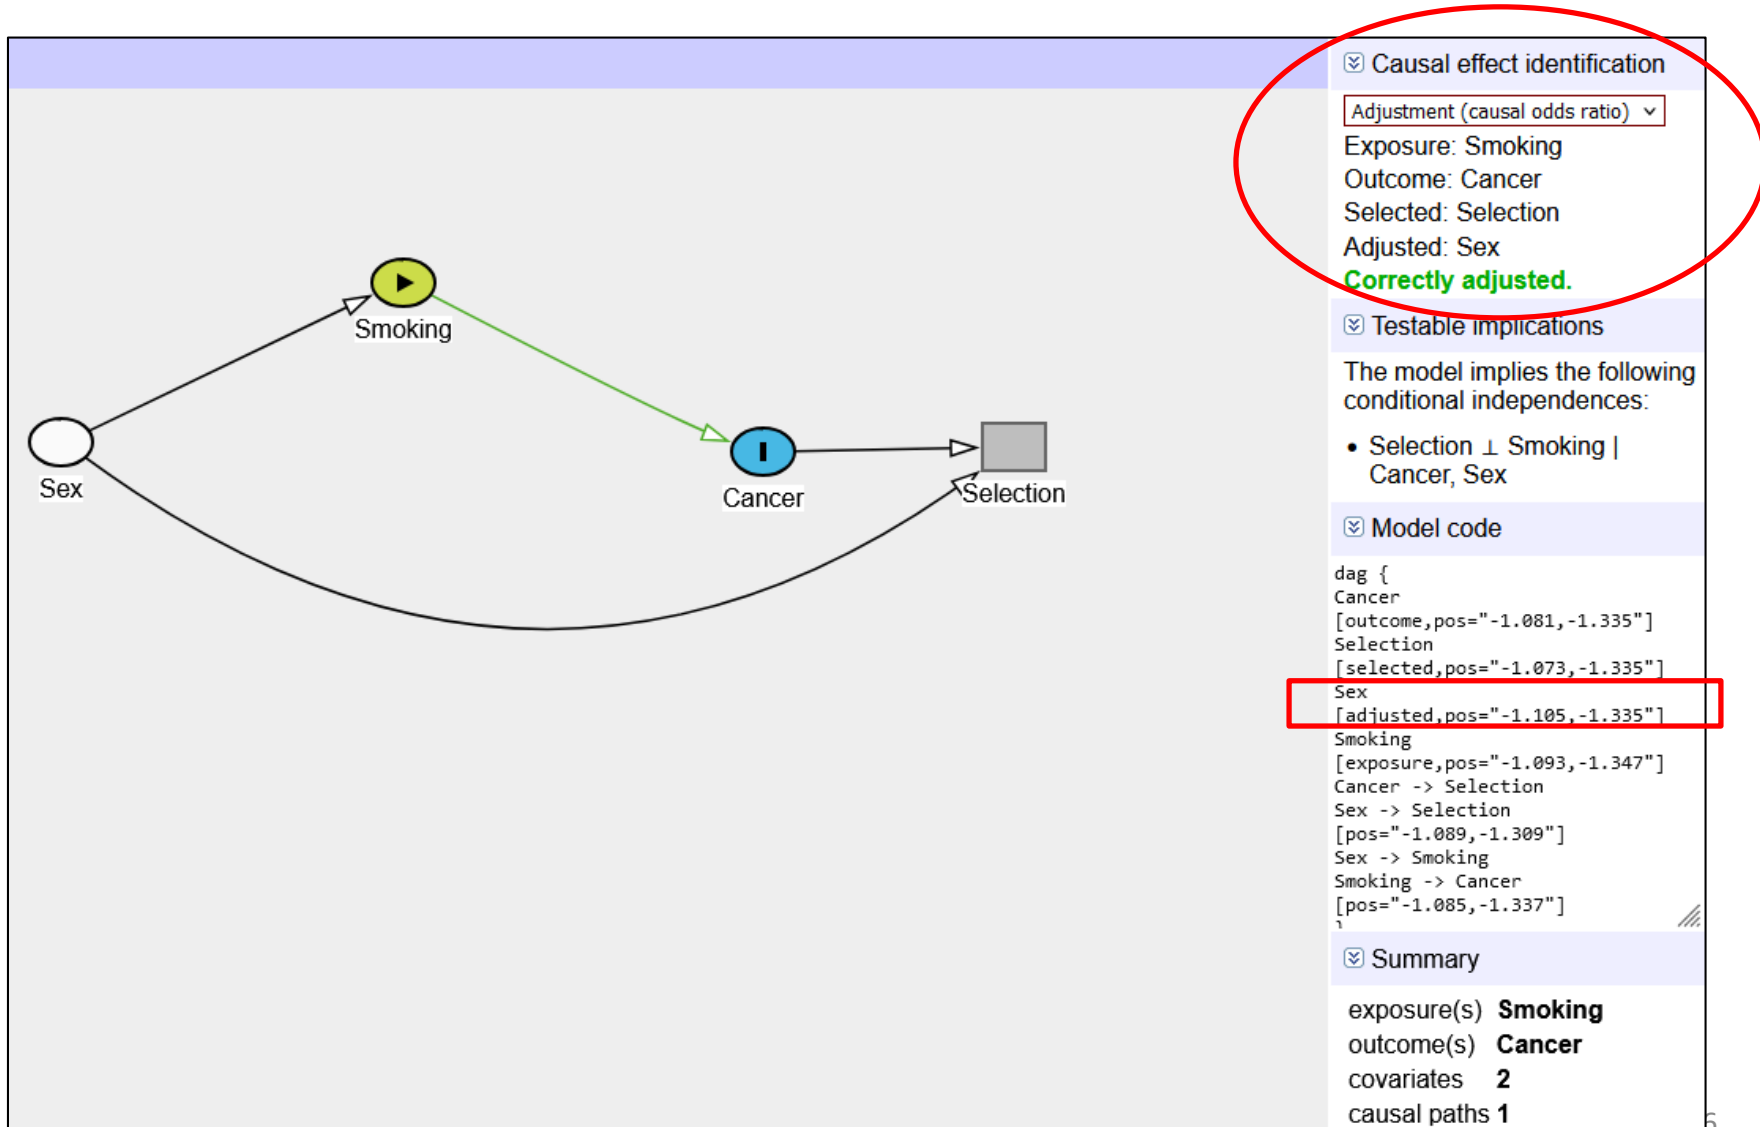 Causal effect identification
Adjustment (causal odds ratio)
Exposure: Smoking
Outcome: Cancer
Selected: Selection
Adjusted: Sex
Correctly adjusted.
Testable implications
The model implies the following
conditional independences:
• Selection ⊥ Smoking |
Cancer, Sex
Model code
dag {
Cancer
[outcome,pos="-1.081,-1.335"]
Selection
[selected,pos="-1.073,-1.335"]
Sex
[adjusted,pos="-1.105,-1.335"]
Smoking
[exposure,pos="-1.093,-1.347"]
Cancer -> Selection
Sex -> Selection
[pos="-1.089,-1.309"]
Sex -> Smoking
Smoking -> Cancer
[pos="-1.085,-1.337"]
}
Summary
exposure(s) Smoking
outcome(s) Cancer
covariates 2
causal paths 1
Smoking
Sex
Cancer
Selection